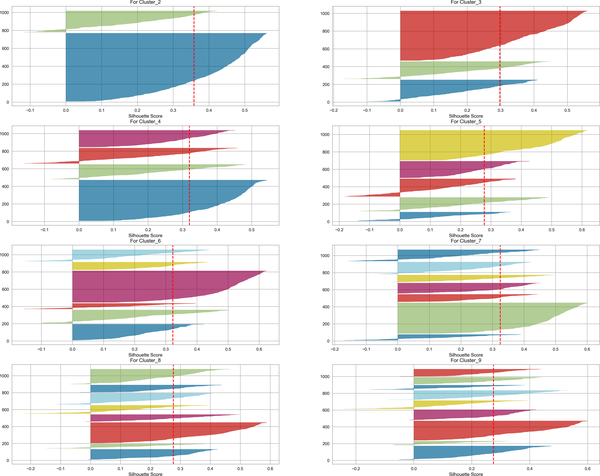 For Cluster_2
1000
800
600
400
200
0
−0.1 0.0 0.1 0.2 0.3 0.4 0.5
Silhouette Score
For Cluster_3
1000
800
600
400
200
0
−0.2 −0.1 0.0 0.1 0.2 0.3 0.4 0.5
Silhouette Score
For Cluster_4
1000
800
600
400
200
0
−0.1 0.0 0.1 0.2 0.3 0.4 0.5
Silhouette Score
For Cluster_5
1000
800
600
400
200
0
−0.2 −0.1 0.0 0.1 0.2 0.3 0.4 0.5 0.6
Silhouette Score
For Cluster_6
1000
800
600
400
200
0
−0.1 0.0 0.1 0.2 0.3 0.4 0.5 0.6
Silhouette Score
For Cluster_7
1000
800
600
400
200
0
−0.2 −0.1 0.0 0.1 0.2 0.3 0.4 0.5 0.6
Silhouette Score
For Cluster_8
1000
800
600
400
200
0
−0.2 −0.1 0.0 0.1 0.2 0.3 0.4 0.5 0.6
Silhouette Score
For Cluster_9
1000
800
600
400
200
0
−0.2 0.0 0.2 0.4 0.6
Silhouette Score